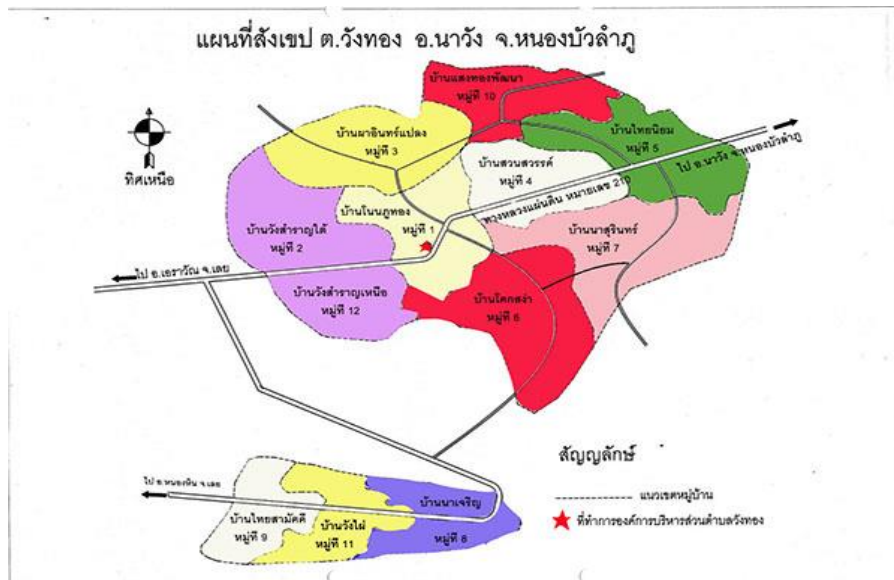 แผนที่สังเขป ต.วังทอง อ.นาวัง จ.หนองบัวลำภู
ทิศเหนือ
บ้านแสงทองพัฒนา
หมู่ที่ 10
บ้านผาอินทร์แปลง
หมู่ที่ 3
บ้านไทยนิยม
หมู่ที่ 5
ไป อ.นาวัง จ.หนองบัวลำภู
บ้านสวนสวรรค์
หมู่ที่ 4
ทางหลวงแผ่นดิน หมายเลข 210
บ้านโนนภูทอง
หมู่ที่ 1
บ้านวังสำราญใต้
หมู่ที่ 2
บ้านนาสุรินทร์
หมู่ที่ 7
ไป อ.เอราวัณ จ.เลย
บ้านวังสำราญเหนือ
หมู่ที่ 12
บ้านโคกสง่า
หมู่ที่ 6
ไป อ.หนองหิน จ.เลย
บ้านนาเจริญ
หมู่ที่ 8
บ้านไทยสามัคคี
หมู่ที่ 9
บ้านวังไผ่
หมู่ที่ 11
สัญญลักษ์
แนวเขตหมู่บ้าน
ที่ทำการองค์การบริหารส่วนตำบลวังทอง